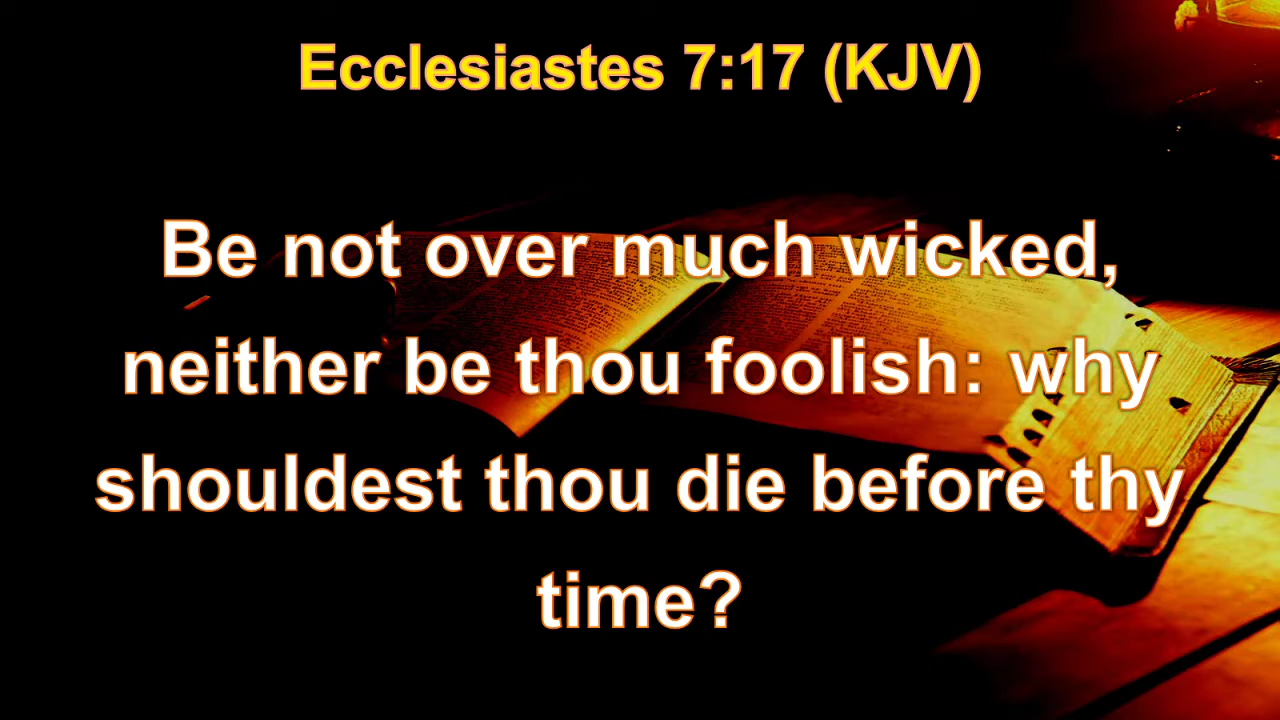 Ecclesiastes 7:17 (KJV)
Be not over much wicked,
neither be thou foolish: why
shouldest thou die before thy
time?